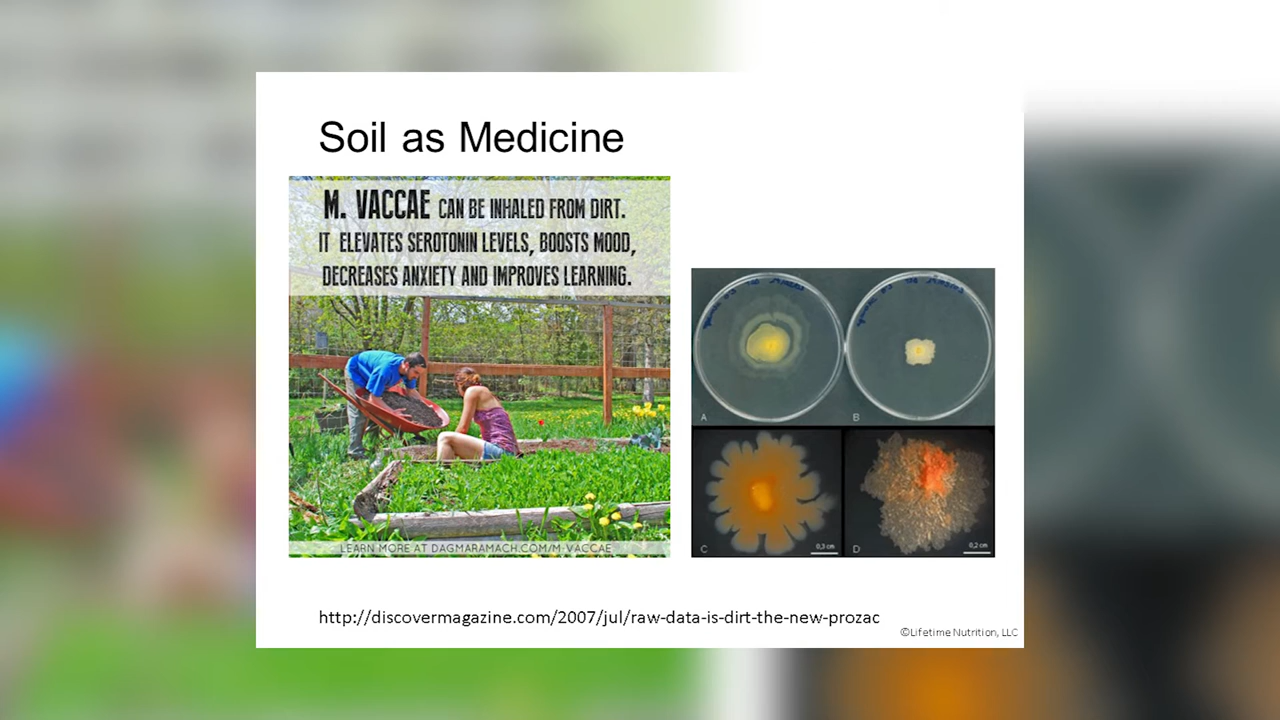 Soil as Medicine
M. VACCAE CAN BE INHALED FROM DIRT.
IT ELEVATES SEROTONIN LEVELS, BOOSTS MOOD,
DECREASES ANXIETY AND IMPROVES LEARNING.
A
B
C
0,3 cm
D
0,2 cm
LEARN MORE AT DAGMARAMACH.COM/M-VACCAE
http://discovermagazine.com/2007/jul/raw-data-is-dirt-the-new-prozac
©Lifetime Nutrition, LLC